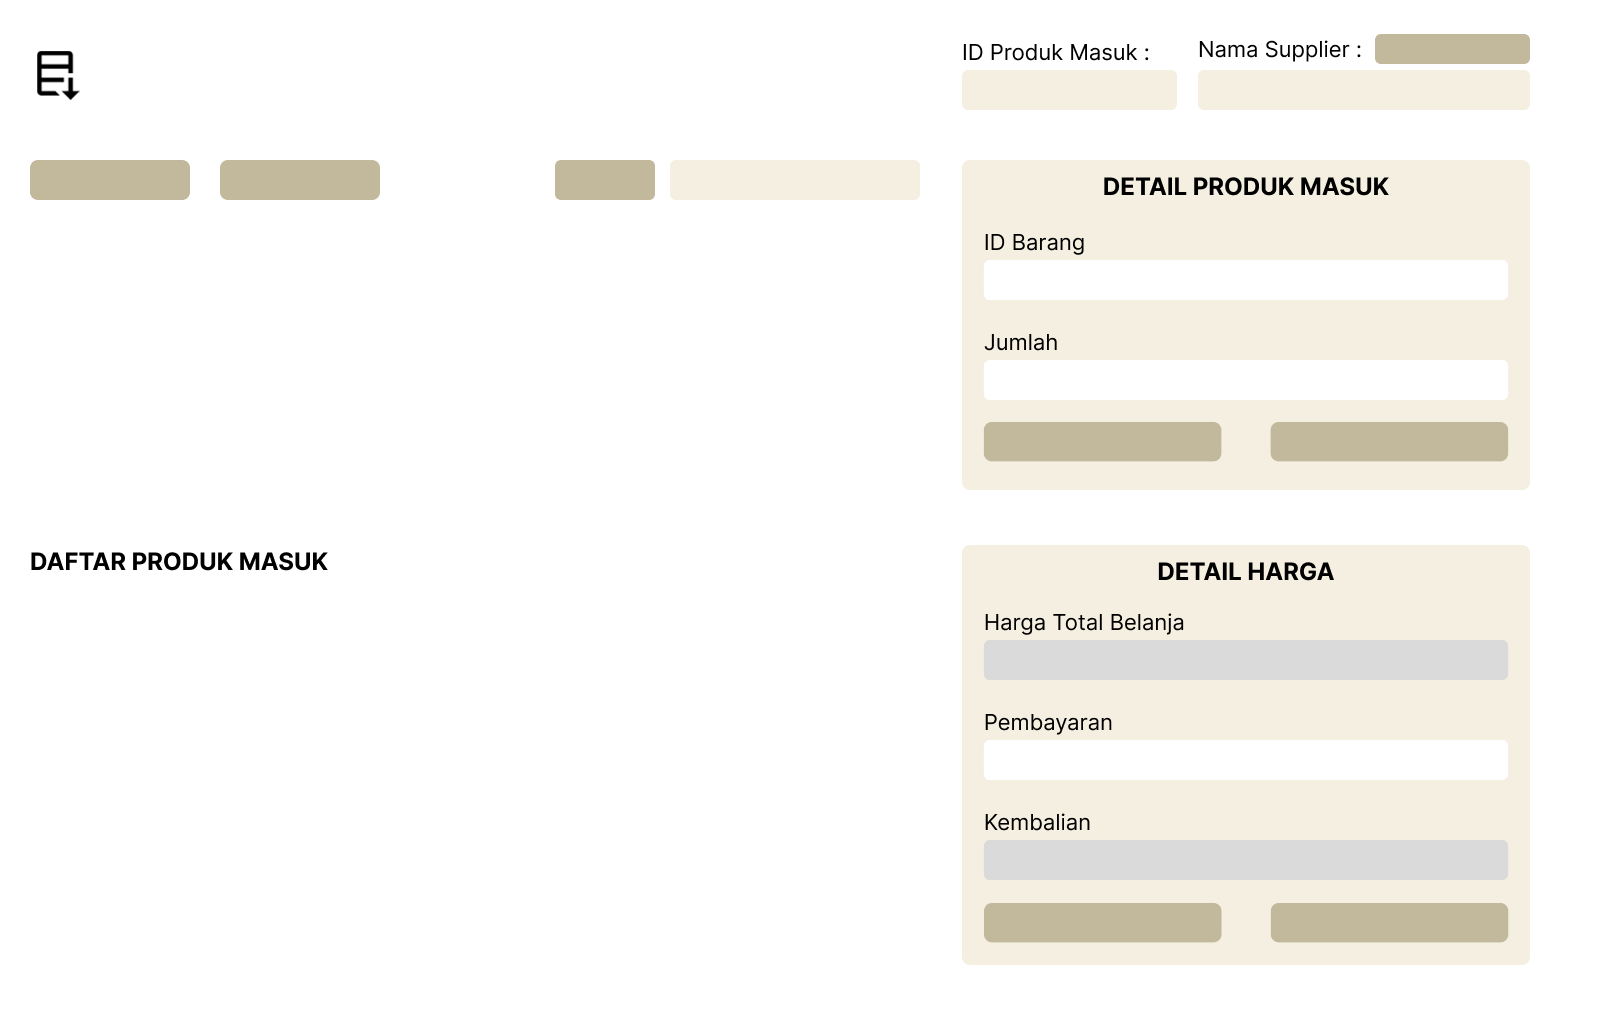 ID Produk Masuk :
Nama Supplier :
DETAIL PRODUK MASUK
ID Barang
Jumlah
DAFTAR PRODUK MASUK
DETAIL HARGA
Harga Total Belanja
Pembayaran
Kembalian